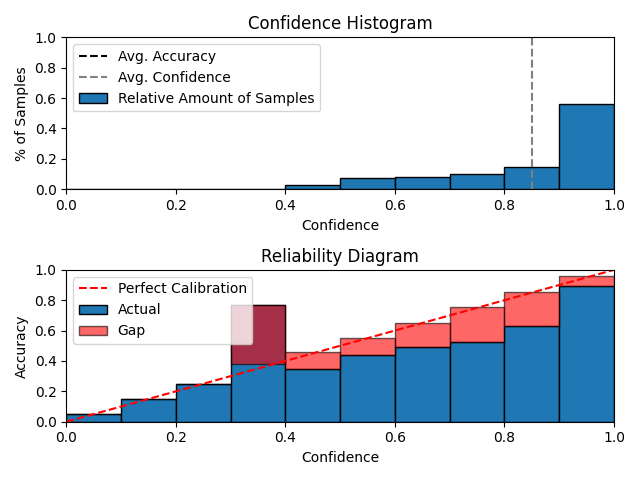 Confidence Histogram
1.0
0.8
0.6
0.4
0.2
0.0
% of Samples
Avg. Accuracy
Avg. Confidence
Relative Amount of Samples
0.0 0.2 0.4 0.6 0.8 1.0
Confidence
Reliability Diagram
1.0
0.8
0.6
0.4
0.2
0.0
Accuracy
Perfect Calibration
Actual
Gap
0.0 0.2 0.4 0.6 0.8 1.0
Confidence